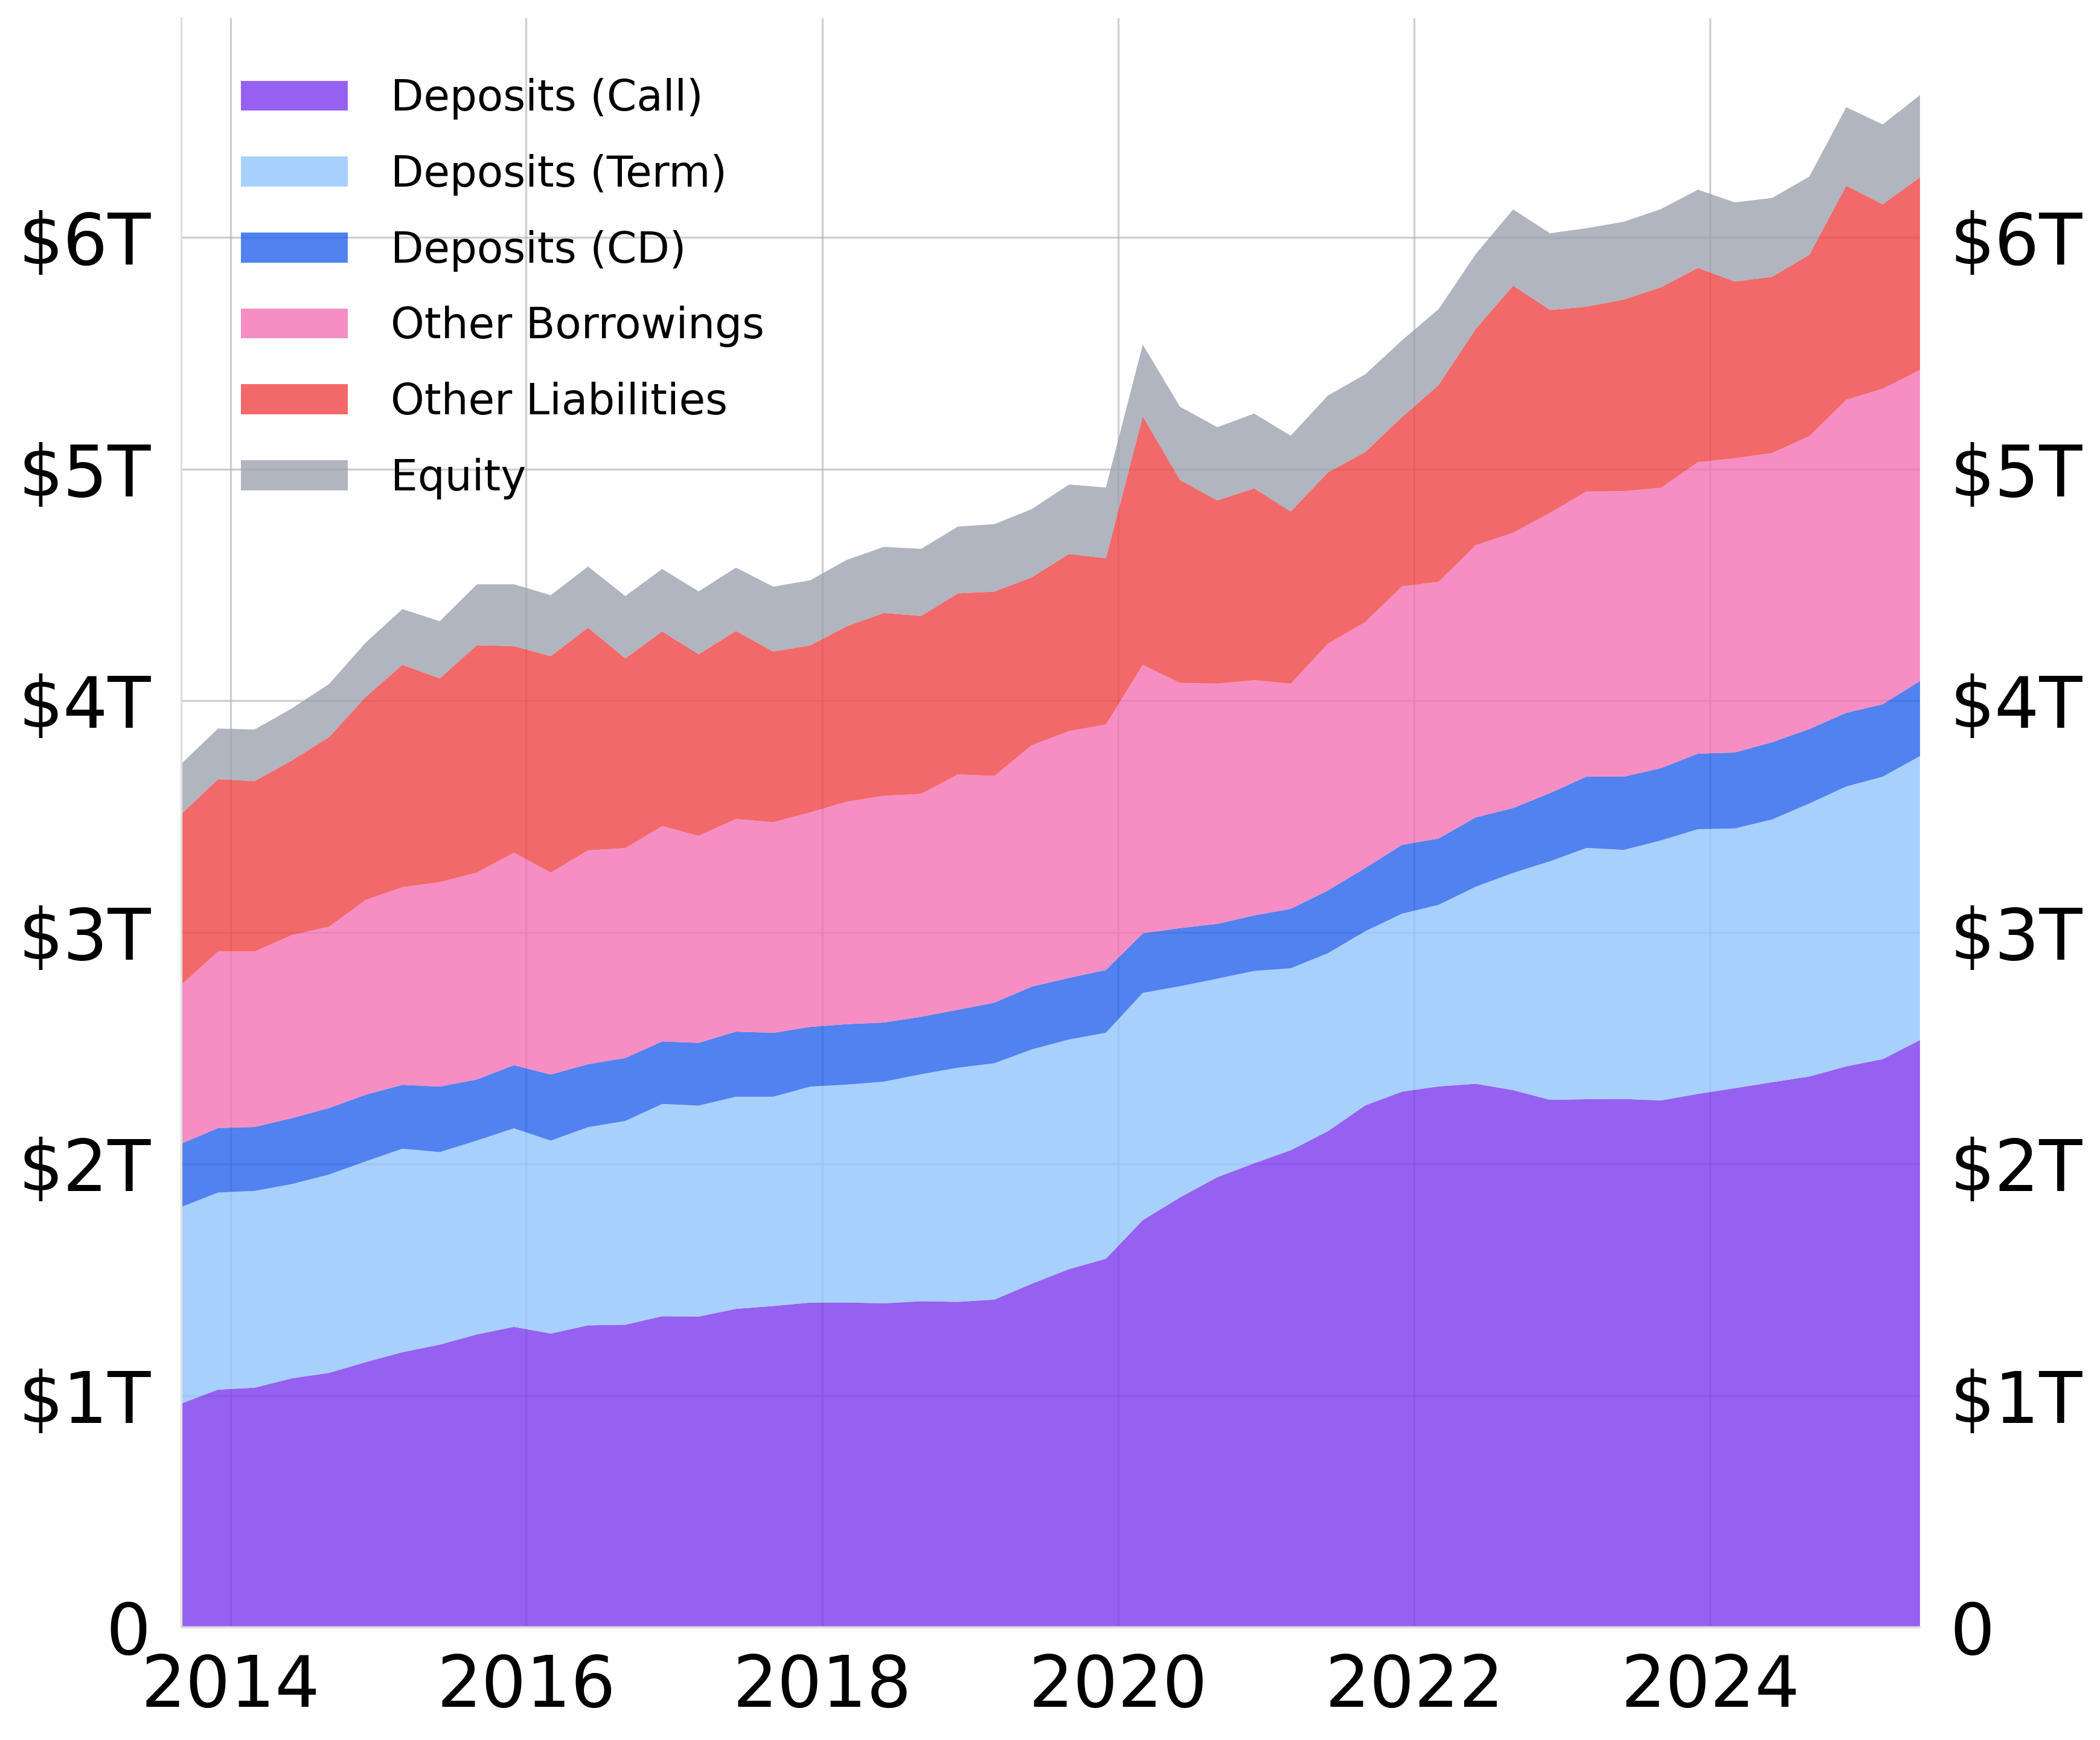 Deposits (Call)
Deposits (Term)
Deposits (CD)
Other Borrowings
Other Liabilities
Equity
$6T
$5T
$4T
$3T
$2T
$1T
0
$6T
$5T
$4T
$3T
$2T
$1T
0
2014 2016 2018 2020 2022 2024